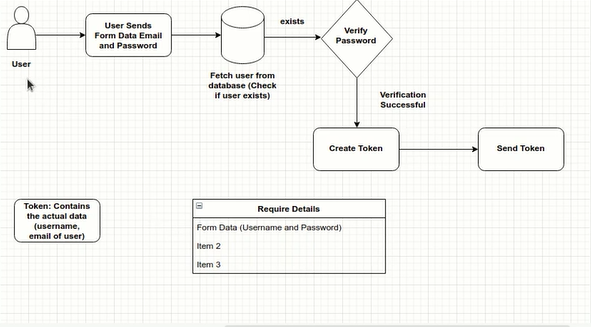 User Sends
Form Data Email
and Password
exists
Verify
Password
User
Fetch user from
database (Check
if user exists)
Verification
Successful
Create Token
Send Token
Token: Contains
the actual data
(username,
email of user)
Require Details
Form Data (Username and Password)
Item 2
Item 3